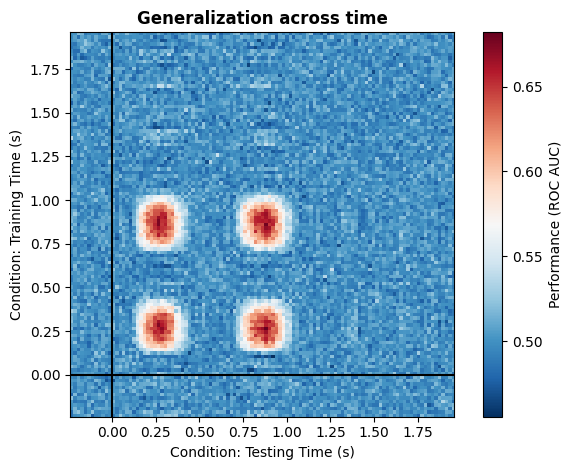 Generalization across time
Condition: Training Time (s)
1.75
1.50
1.25
1.00
0.75
0.50
0.25
0.00
0.00 0.25 0.50 0.75 1.00 1.25 1.50 1.75
Condition: Testing Time (s)
0.65
0.60
0.55
0.50
Performance (ROC AUC)